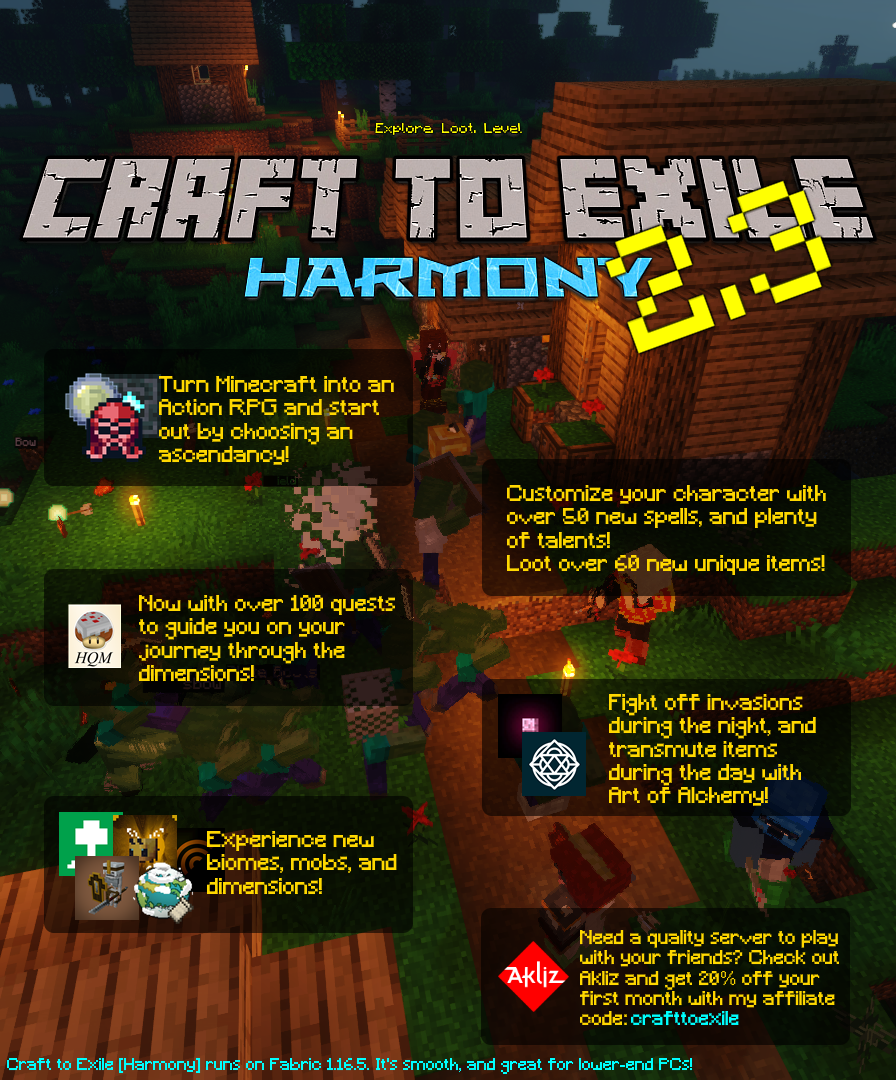 Explore. Loot. Level
CRAFT TO EXILE
HARMONY
2.3
Turn Minecraft into an
Action RPG and start
out by choosing an
ascendancy!
Bow
Customize your character with
over 50 new spells, and plenty
of talents!
Loot over 60 new unique items!
Now with over 100 quests
to guide you on your
journey through the
dimensions!
HQM
Fight off invasions
during the night, and
transmute items
during the day with
Art of Alchemy!
Experience new
biomes, mobs, and
dimensions!
Akliz
Need a quality server to play
with your friends? Check out
Akliz and get 20% off your
first month with my affiliate
code: crafttoexile
Craft to Exile [Harmony] runs on Fabric 1.16.5. It's smooth, and great for lower-end PCs!